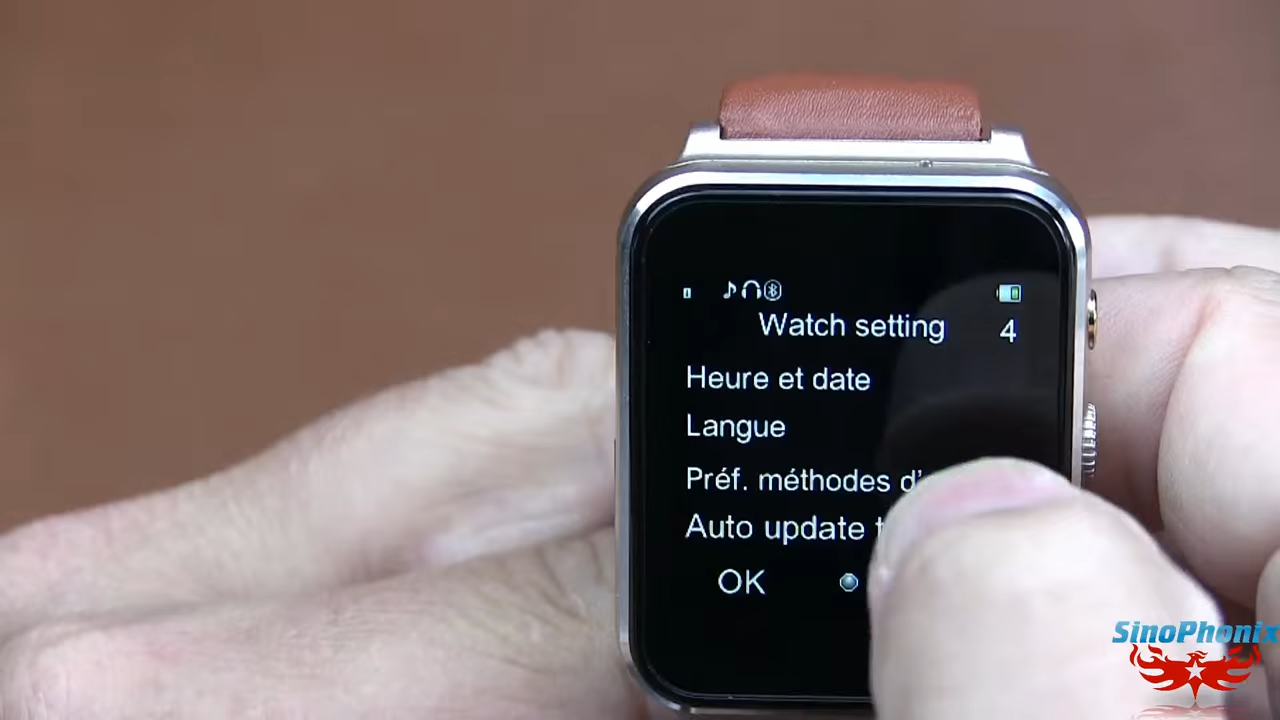 Watch setting 4
Heure et date
Langue
Préf. méthodes
Auto update
OK
SinoPhonix